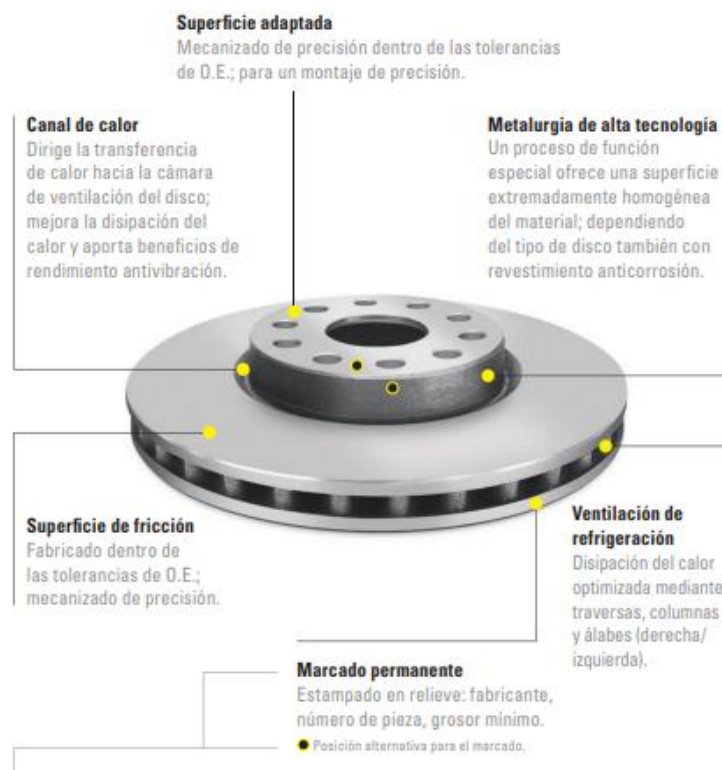 Superficie adaptada
Mecanizado de precisión dentro de las tolerancias
de O.E.; para un montaje de precisión.
Canal de calor
Dirige la transferencia
de calor hacia la cámara
de ventilación del disco;
mejora la disipación del
calor y aporta beneficios de
rendimiento antivibración.
Metalurgia de alta tecnología
Un proceso de función
especial ofrece una superficie
extremadamente homogénea
del material; dependiendo
del tipo de disco también con
revestimiento anticorrosión.
Superficie de fricción
Fabricado dentro de
las tolerancias de O.E.;
mecanizado de precisión.
Ventilación de
refrigeración
Disipación del calor
optimizada mediante
traversas, columnas
y álabes (derecha/
izquierda).
Marcado permanente
Estampado en relieve: fabricante,
número de pieza, grosor mínimo.
Posición alternativa para el marcado.